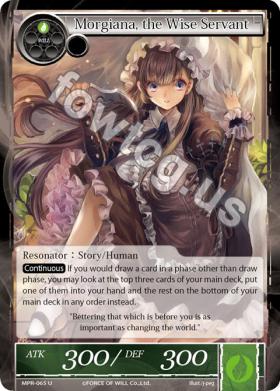 Morgiana, the Wise Servant
WILL
fowtcg.us
Resonator : Story/Human
Continuous If you would draw a card in a phase other than draw
phase, you may look at the top three cards of your main deck, put
one of them into your hand and the rest on the bottom of your
main deck in any order instead.
"Bettering that which is before you is as
important as changing the world."
ATK 300/ DEF 300
MPR-065 U ©FORCE OF WILL Co.,Ltd. Illust/j-peg